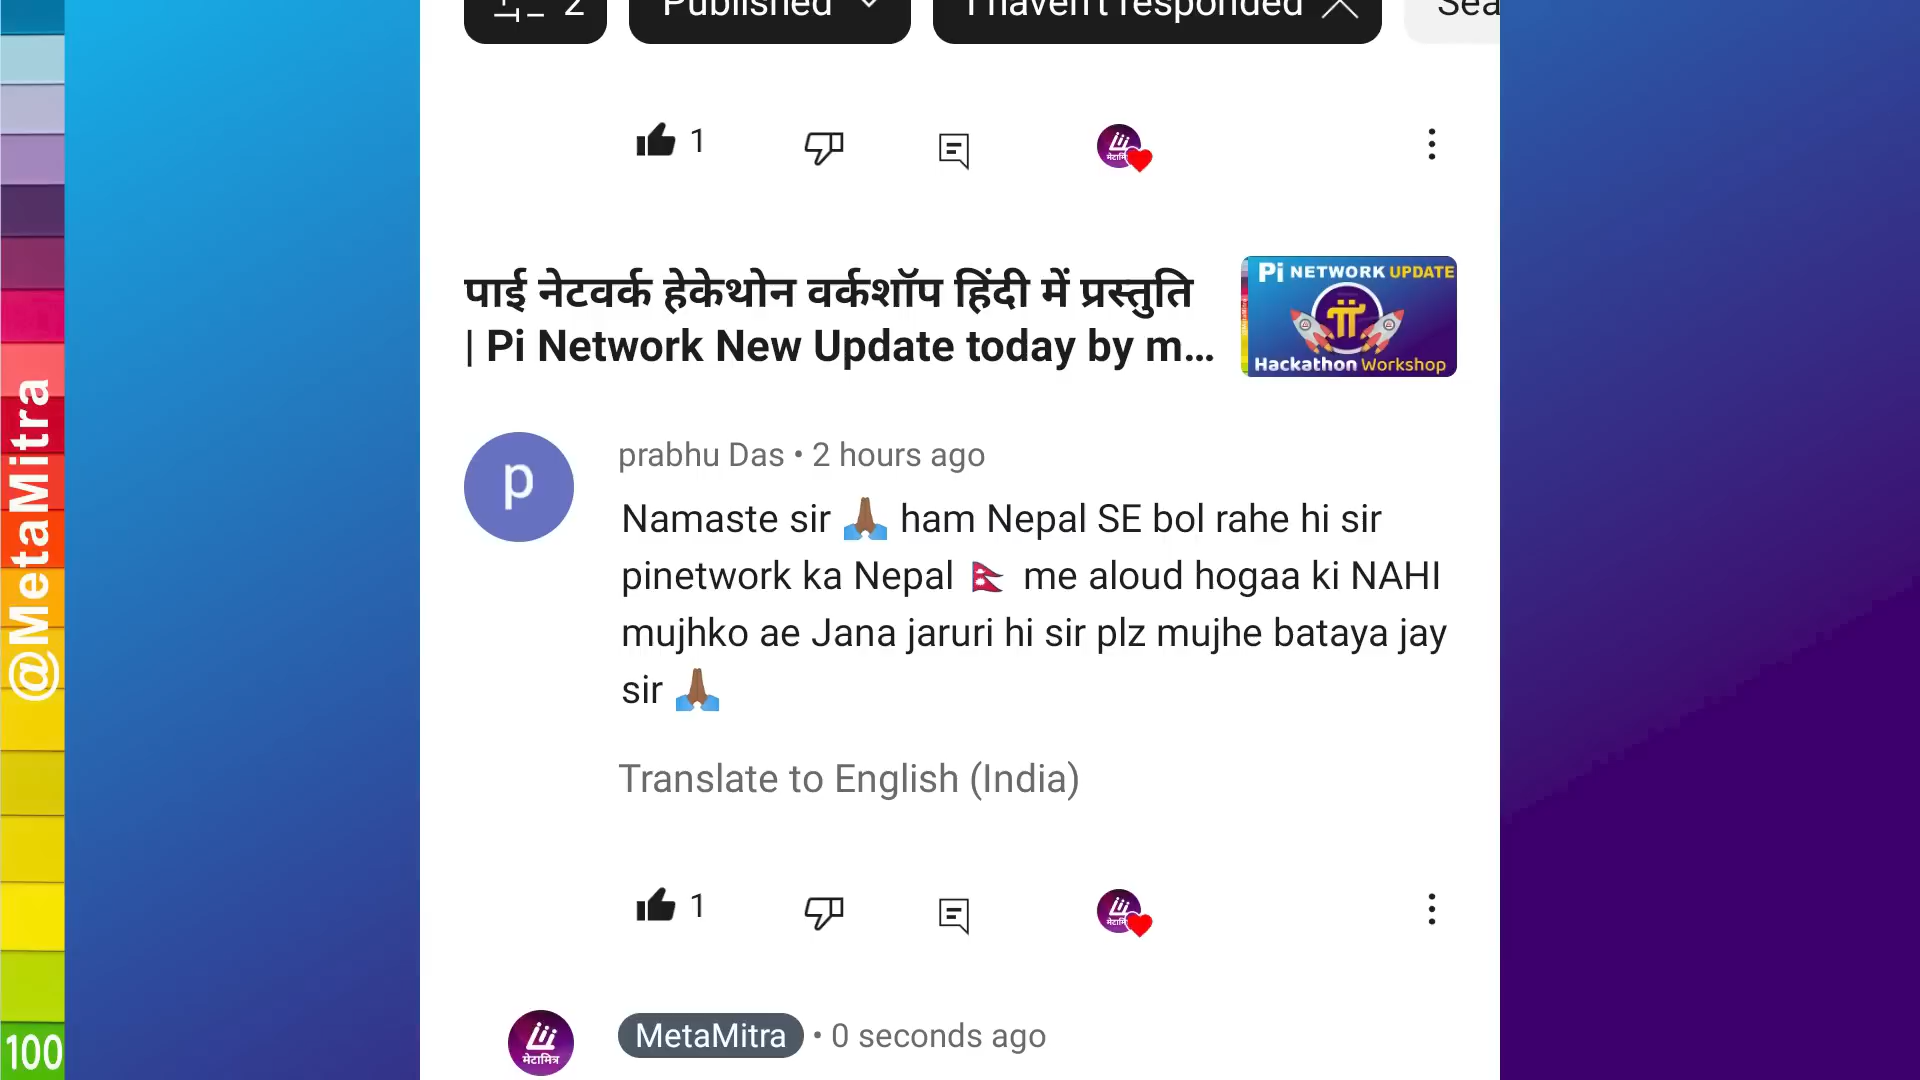 2 Published I haven't responded
1
पाई नेटवर्क हेकेथोन वर्कशॉप हिंदी में प्रस्तुति
| Pi Network New Update today by m...
Pi NETWORK UPDATE
Hackathon Workshop
p
prabhu Das • 2 hours ago
Namaste sir 🙏🏾 ham Nepal SE bol rahe hi sir
pinetwork ka Nepal 🇳🇵 me aloud hogaa ki NAHI
mujhko ae Jana jaruri hi sir plz mujhe bataya jay
sir 🙏🏾
Translate to English (India)
1
मेटामित्र
MetaMitra • 0 seconds ago
@MetaMitra
100